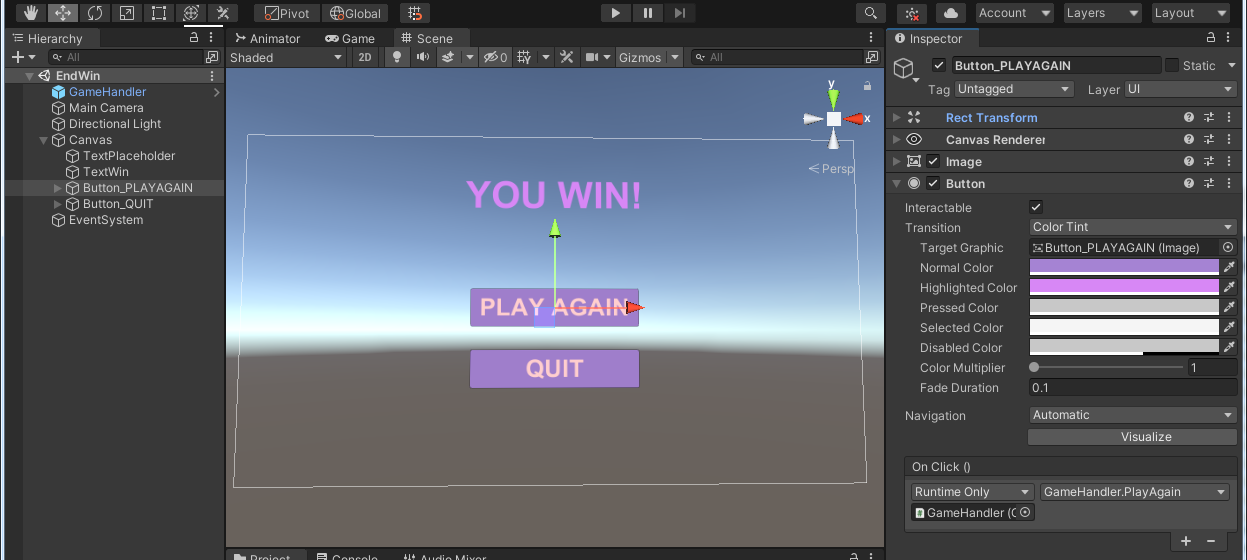 Pivot Global Account Layers Layout
Hierarchy
All
EndWin
GameHandler
Main Camera
Directional Light
Canvas
TextPlaceholder
TextWin
Button_PLAYAGAIN
Button_QUIT
EventSystem
Animator Game Scene
Shaded 2D 0 Gizmos All
y
x
Persp
YOU WIN!
PLAY AGAIN
QUIT
Project Console Audio Mixer
Inspector
Button_PLAYAGAIN Static
Tag Untagged Layer UI
Rect Transform
Canvas Renderer
Image
Button
Interactable
Transition Color Tint
Target Graphic Button_PLAYAGAIN (Image)
Normal Color
Highlighted Color
Pressed Color
Selected Color
Disabled Color
Color Multiplier 1
Fade Duration 0.1
Navigation Automatic
Visualize
On Click ()
Runtime Only GameHandler.PlayAgain
GameHandler (